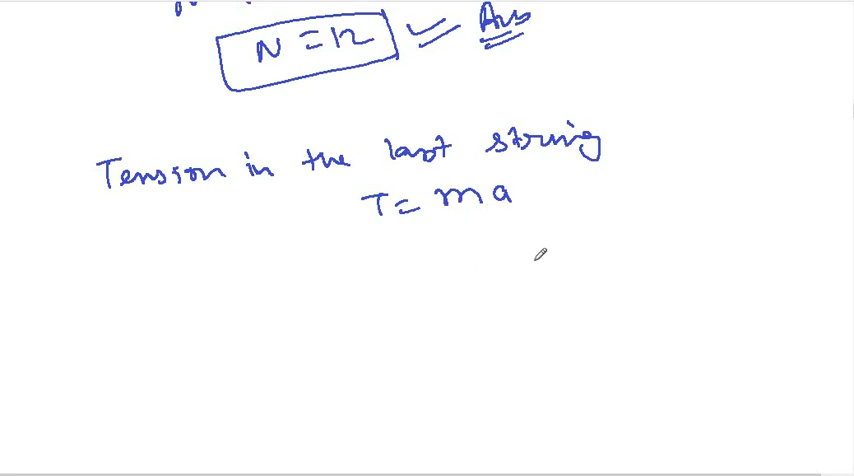 N = 12 Ans
Tension in the last string
T = ma